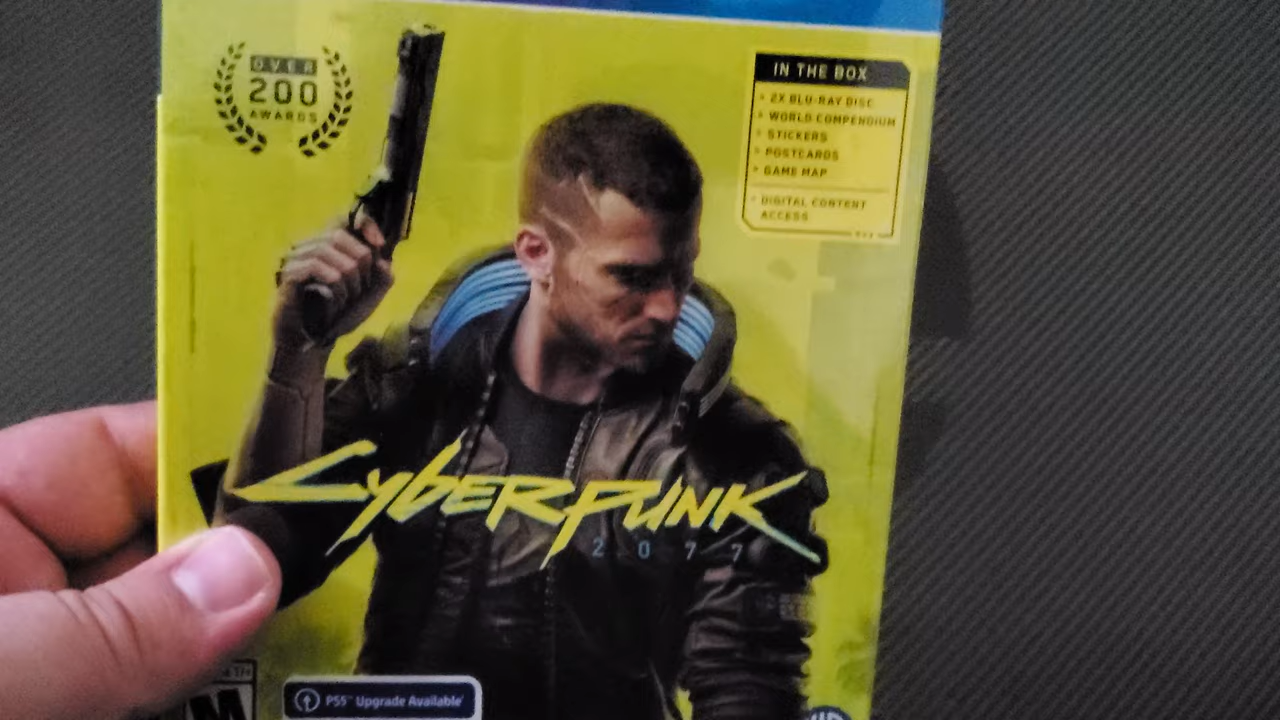 OVER
200
AWARDS
IN THE BOX
2X BLU-RAY DISC
WORLD COMPENDIUM
STICKERS
POSTCARDS
GAME MAP
DIGITAL CONTENT
ACCESS
CYBERPUNK
2077
M
PS5™ Upgrade Available